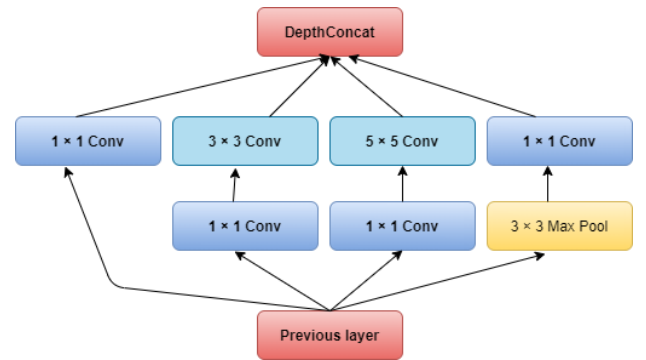 DepthConcat
1 × 1 Conv
3 × 3 Conv
5 × 5 Conv
1 × 1 Conv
1 × 1 Conv
1 × 1 Conv
3 × 3 Max Pool
Previous layer